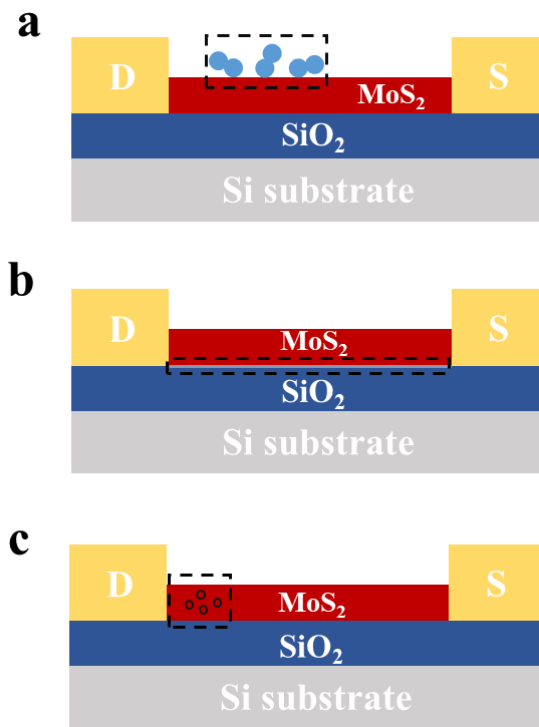 a
D
S
MoS₂
SiO₂
Si substrate
b
D
MoS₂
S
SiO₂
Si substrate
c
D
MoS₂
S
SiO₂
Si substrate